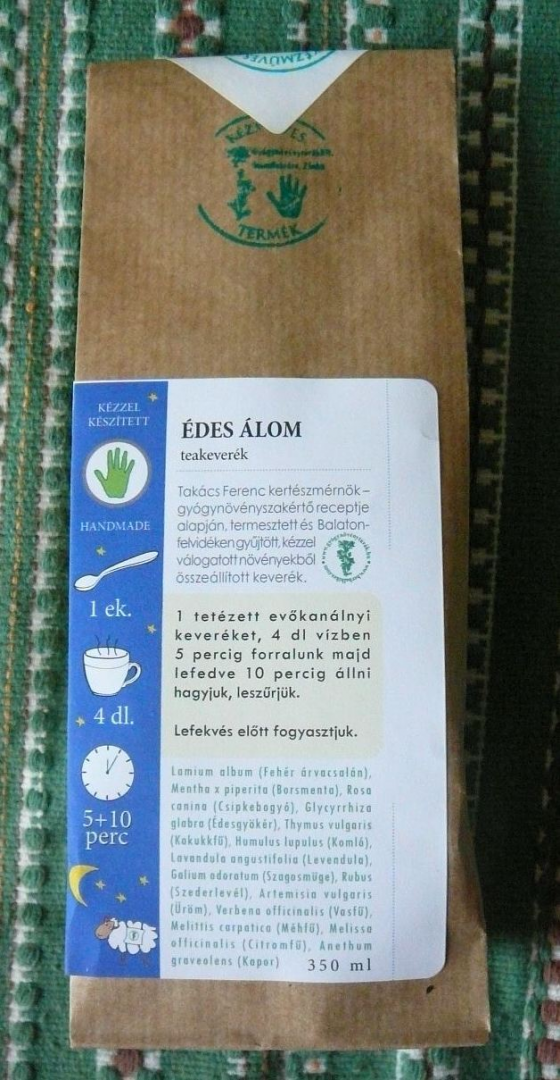 KÉZMŰVES
KÉZMŰVES
TERMÉK
KÉZZEL
KÉSZÍTETT
HANDMADE
1 ek.
4 dl.
5+10
perc
ÉDES ÁLOM
teakeverék
Takács Ferenc kertészmérnök –
gyógynövényszakértő receptje
alapján, termesztett és Balaton-
felvidéken gyűjtött, kézzel
válogatott növényekből
összeállított keverék.
1 tetézett evőkanálnyi
keveréket, 4 dl vízben
5 percig forralunk majd
lefedve 10 percig állni
hagyjuk, leszűrjük.
Lefekvés előtt fogyasztjuk.
Lamium album (Fehér árvacsalán),
Mentha x piperita (Borsmenta), Rosa
canina (Csipkebogyó), Glycyrrhiza
glabra (Édesgyökér), Thymus vulgaris
(Kakukkfű), Humulus lupulus (Komló),
Lavandula angustifolia (Levendula),
Galium odoratum (Szagosmüge), Rubus
(Szederlevél), Artemisia vulgaris
(Üröm), Verbena officinalis (Vasfű),
Melittis carpatica (Méhfű), Melissa
officinalis (Citromfű), Anethum
graveolens (Kapor)
350 ml